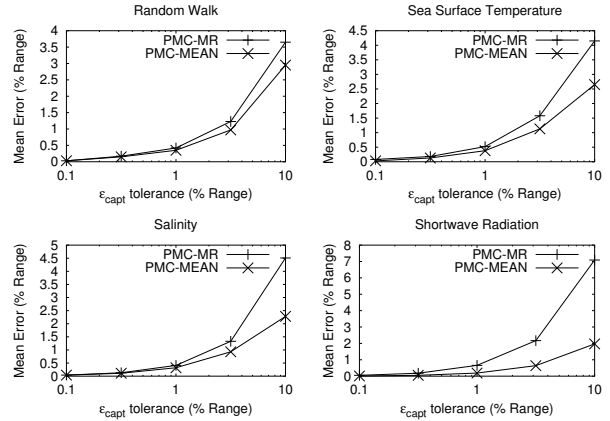 Random Walk
Mean Error (% Range)
4
3.5
3
2.5
2
1.5
1
0.5
0
PMC-MR
PMC-MEAN
0.1
1
10
εcapt tolerance (% Range)
Sea Surface Temperature
Mean Error (% Range)
4.5
4
3.5
3
2.5
2
1.5
1
0.5
0
PMC-MR
PMC-MEAN
0.1
1
10
εcapt tolerance (% Range)
Salinity
Mean Error (% Range)
5
4.5
4
3.5
3
2.5
2
1.5
1
0.5
0
PMC-MR
PMC-MEAN
0.1
1
10
εcapt tolerance (% Range)
Shortwave Radiation
Mean Error (% Range)
8
7
6
5
4
3
2
1
0
PMC-MR
PMC-MEAN
0.1
1
10
εcapt tolerance (% Range)